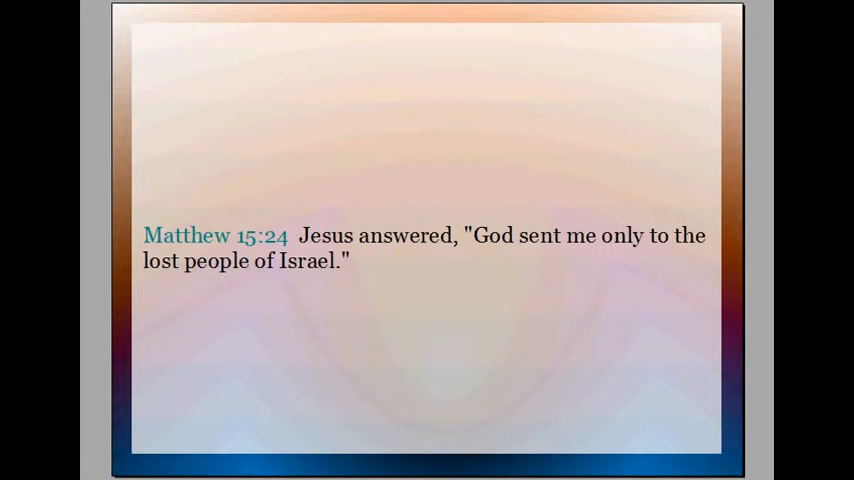 Matthew 15:24 Jesus answered, "God sent me only to the
lost people of Israel."